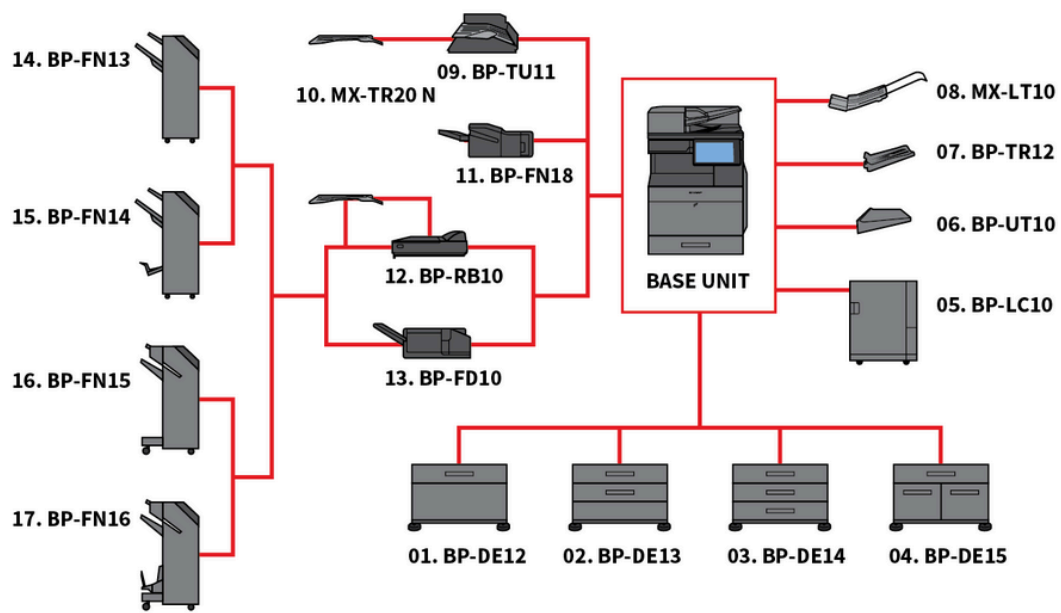 14. BP-FN13
09. BP-TU11
10. MX-TR20 N
08. MX-LT10
07. BP-TR12
11. BP-FN18
15. BP-FN14
06. BP-UT10
12. BP-RB10
BASE UNIT
05. BP-LC10
16. BP-FN15
13. BP-FD10
17. BP-FN16
01. BP-DE12
02. BP-DE13
03. BP-DE14
04. BP-DE15